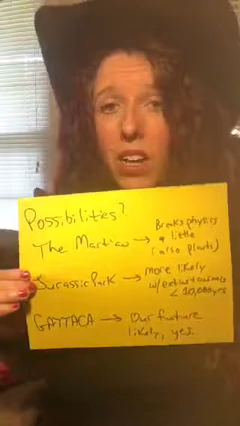 Possibilities?
The Martian → Breaks physics
a little
(also plants)
Jurassic Park → more likely
w/extinct animals
< 10,000 yrs
GATTACA → Our future
likely, yes.